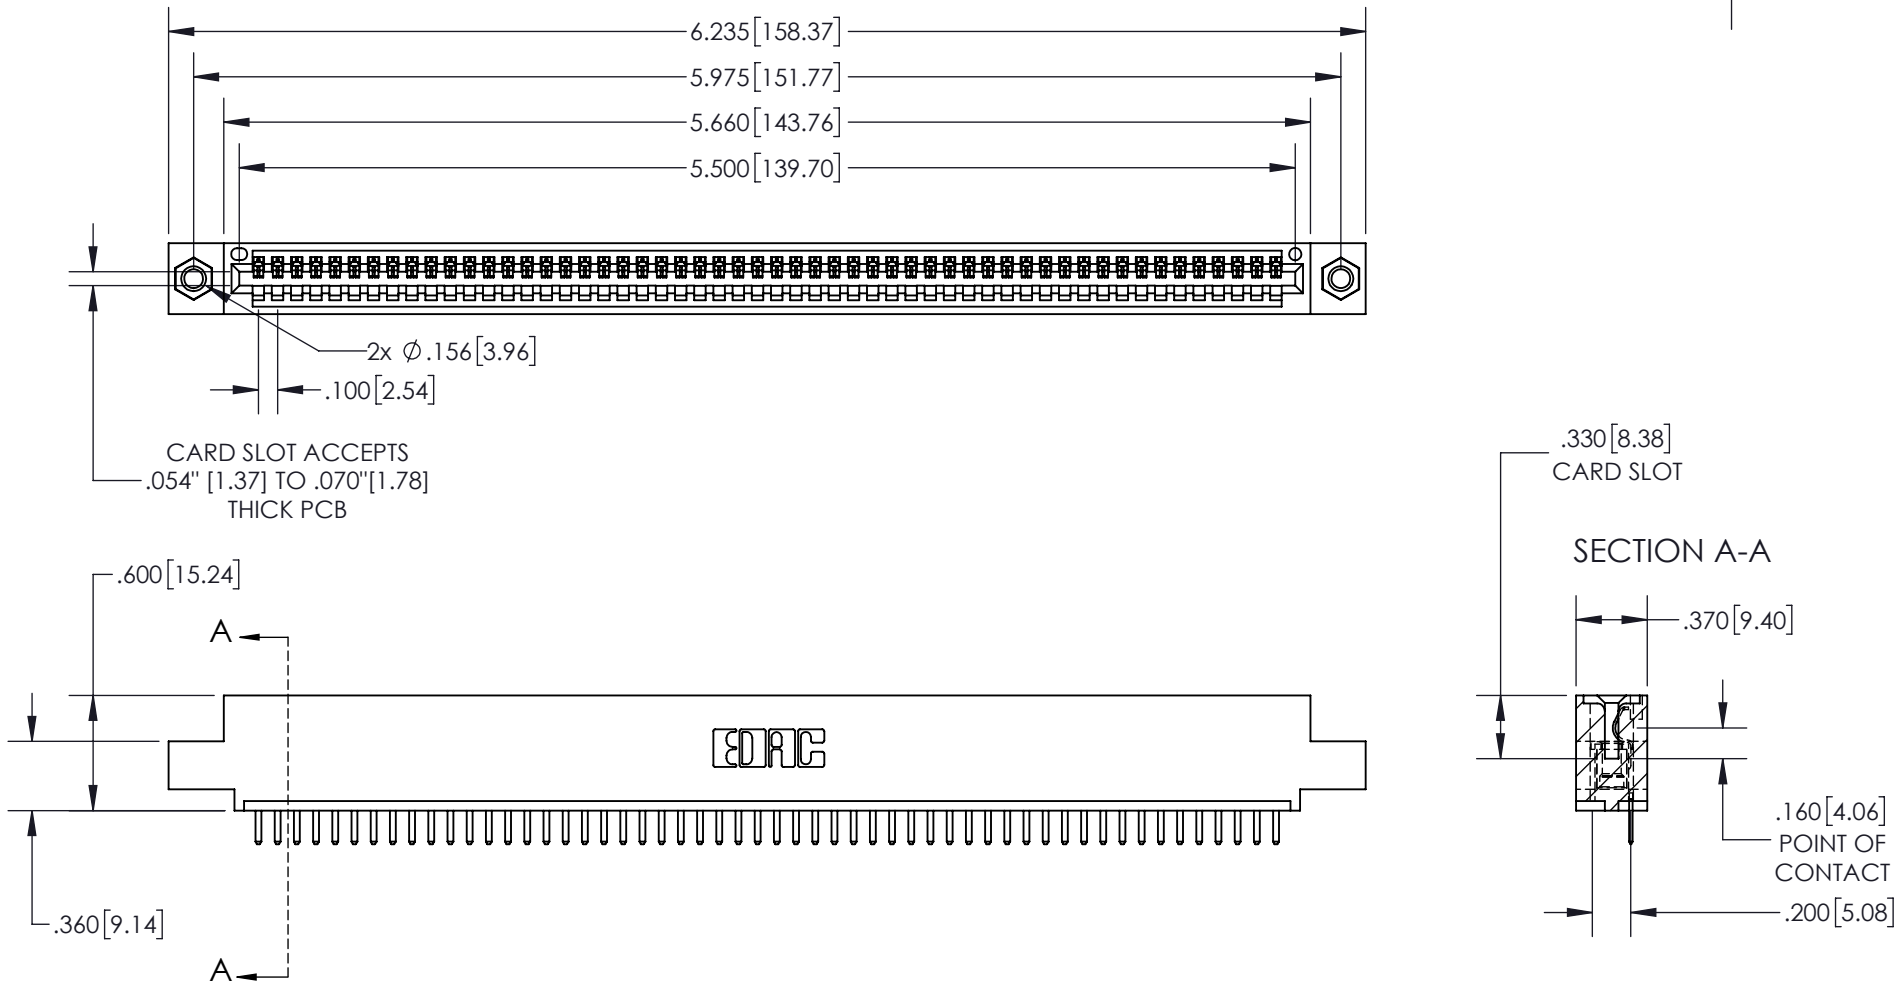 6.235[158.37]
5.975[151.77]
5.660[143.76]
5.500[139.70]
2x Ø.156[3.96]
.100[2.54]
CARD SLOT ACCEPTS
.054" [1.37] TO .070"[1.78]
THICK PCB
.330[8.38]
CARD SLOT
SECTION A-A
.600[15.24]
.370[9.40]
A
EDAC
.160[4.06]
POINT OF
CONTACT
.200[5.08]
.360[9.14]
A